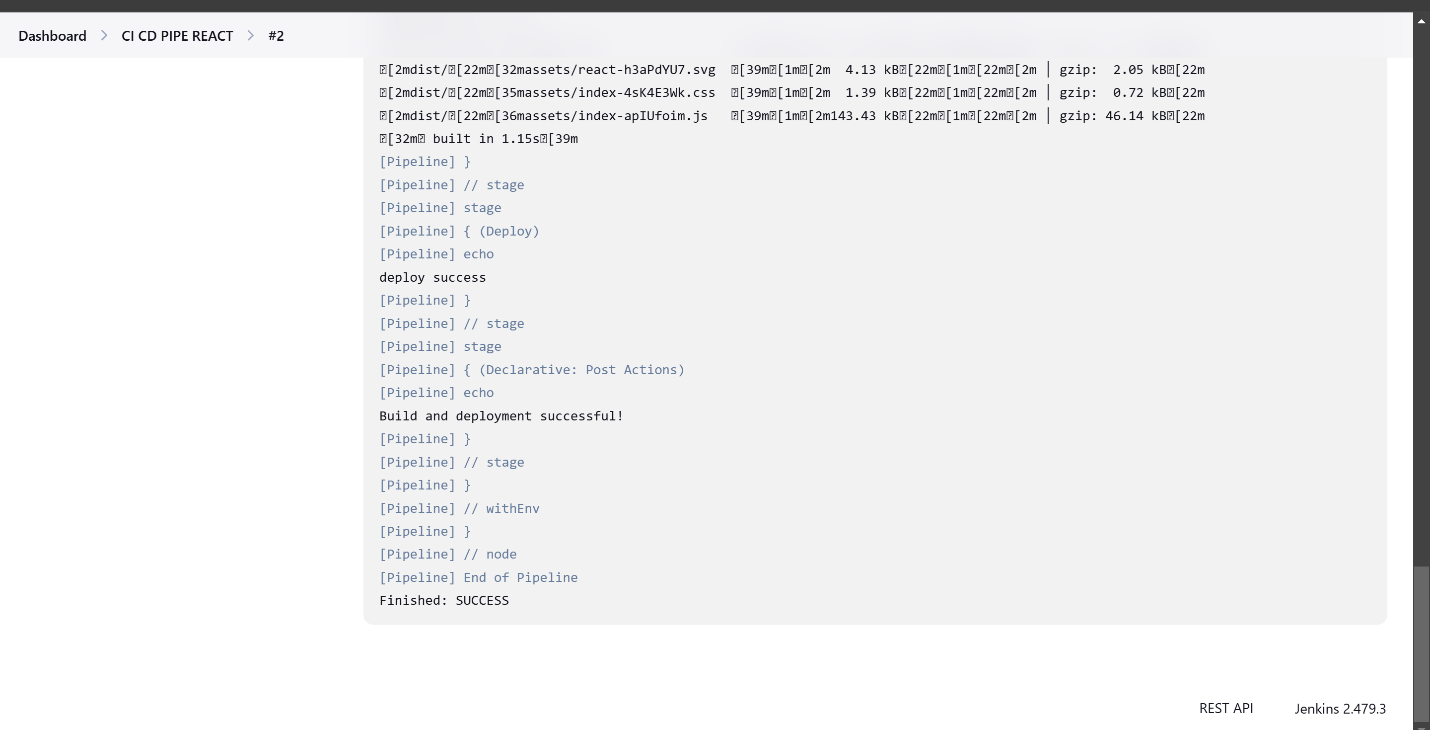 Dashboard > CI CD PIPE REACT > #2
␛[2mdist/␛[22m␛[32massets/react-h3aPdYU7.svg  ␛[39m␛[1m␛[2m  4.13 kB␛[22m␛[1m␛[22m␛[2m │ gzip:  2.05 kB␛[22m
␛[2mdist/␛[22m␛[35massets/index-4sK4E3Wk.css  ␛[39m␛[1m␛[2m  1.39 kB␛[22m␛[1m␛[22m␛[2m │ gzip:  0.72 kB␛[22m
␛[2mdist/␛[22m␛[36massets/index-apIUfoim.js   ␛[39m␛[1m␛[2m143.43 kB␛[22m␛[1m␛[22m␛[2m │ gzip: 46.14 kB␛[22m
␛[32m␛ built in 1.15s␛[39m
[Pipeline] }
[Pipeline] // stage
[Pipeline] stage
[Pipeline] { (Deploy)
[Pipeline] echo
deploy success
[Pipeline] }
[Pipeline] // stage
[Pipeline] stage
[Pipeline] { (Declarative: Post Actions)
[Pipeline] echo
Build and deployment successful!
[Pipeline] }
[Pipeline] // stage
[Pipeline] }
[Pipeline] // withEnv
[Pipeline] }
[Pipeline] // node
[Pipeline] End of Pipeline
Finished: SUCCESS
REST API Jenkins 2.479.3